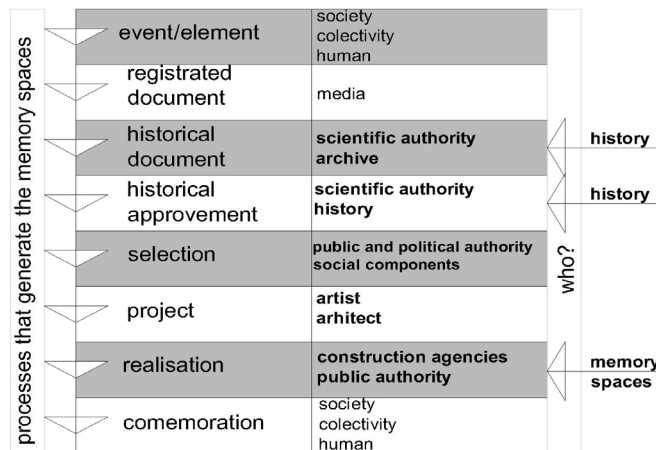 processes that generate the memory spaces
event/element
society
colectivity
human
registrated
document
media
historical
document
scientific authority
archive
history
historical
approvement
scientific authority
history
history
selection
public and political authority
social components
who?
project
artist
arhitect
realisation
construction agencies
public authority
memory
spaces
comemoration
society
colectivity
human